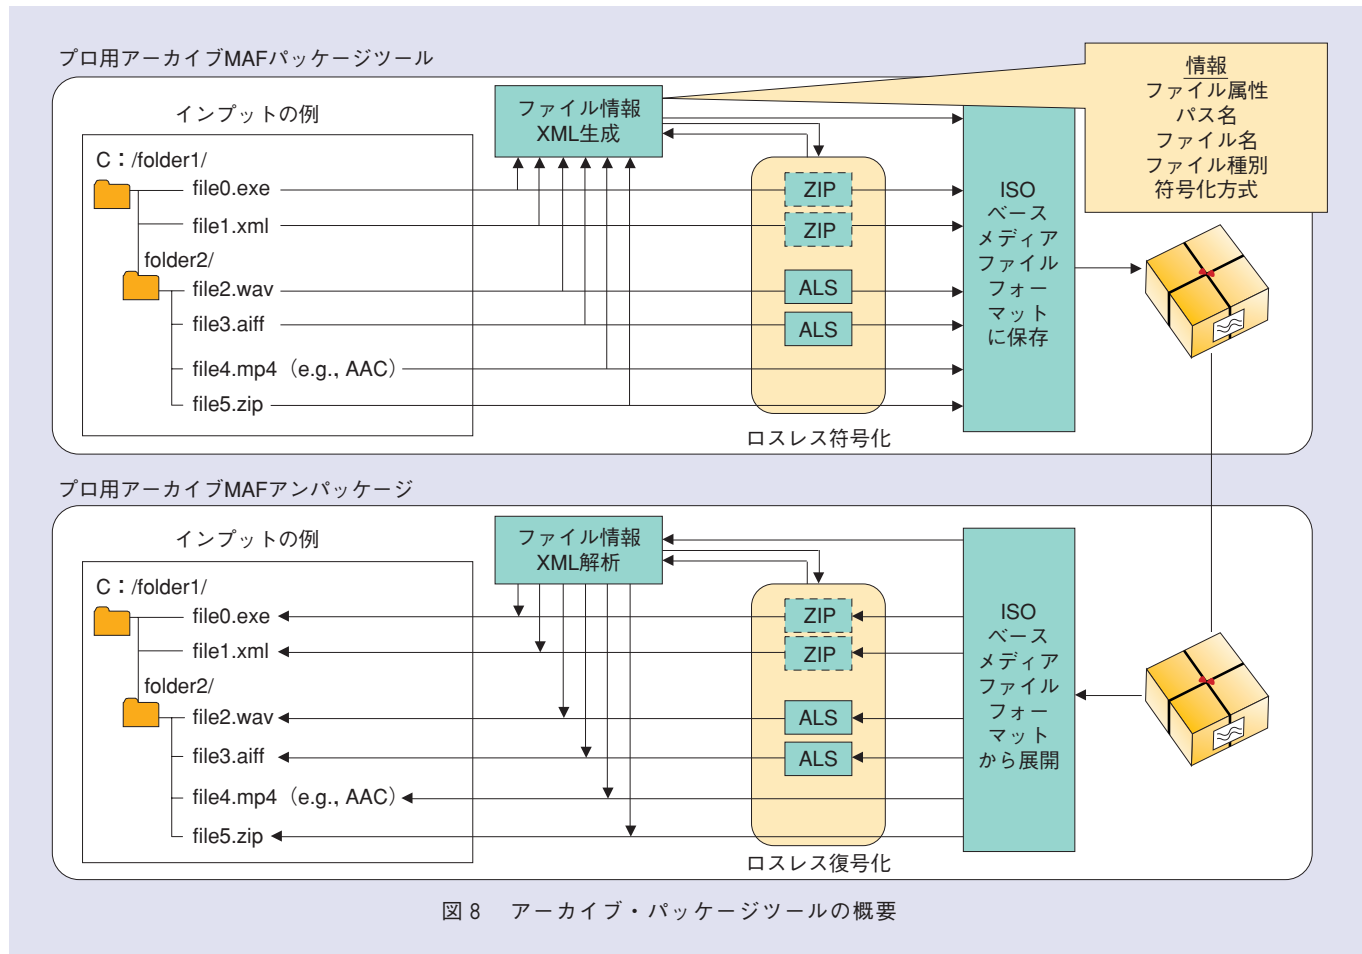 プロ用アーカイブMAFパッケージツール
インプットの例
C：/folder1/
file0.exe
file1.xml
folder2/
file2.wav
file3.aiff
file4.mp4（e.g., AAC）
file5.zip
ファイル情報
XML生成
ZIP
ZIP
ALS
ALS
ロスレス符号化
ISO
ベース
メディア
ファイル
フォー
マット
に保存
情報
ファイル属性
パス名
ファイル名
ファイル種別
符号化方式
プロ用アーカイブMAFアンパッケージ
インプットの例
C：/folder1/
file0.exe
file1.xml
folder2/
file2.wav
file3.aiff
file4.mp4（e.g., AAC）
file5.zip
ファイル情報
XML解析
ZIP
ZIP
ALS
ALS
ロスレス復号化
ISO
ベース
メディア
ファイル
フォー
マット
から展開
図8　アーカイブ・パッケージツールの概要